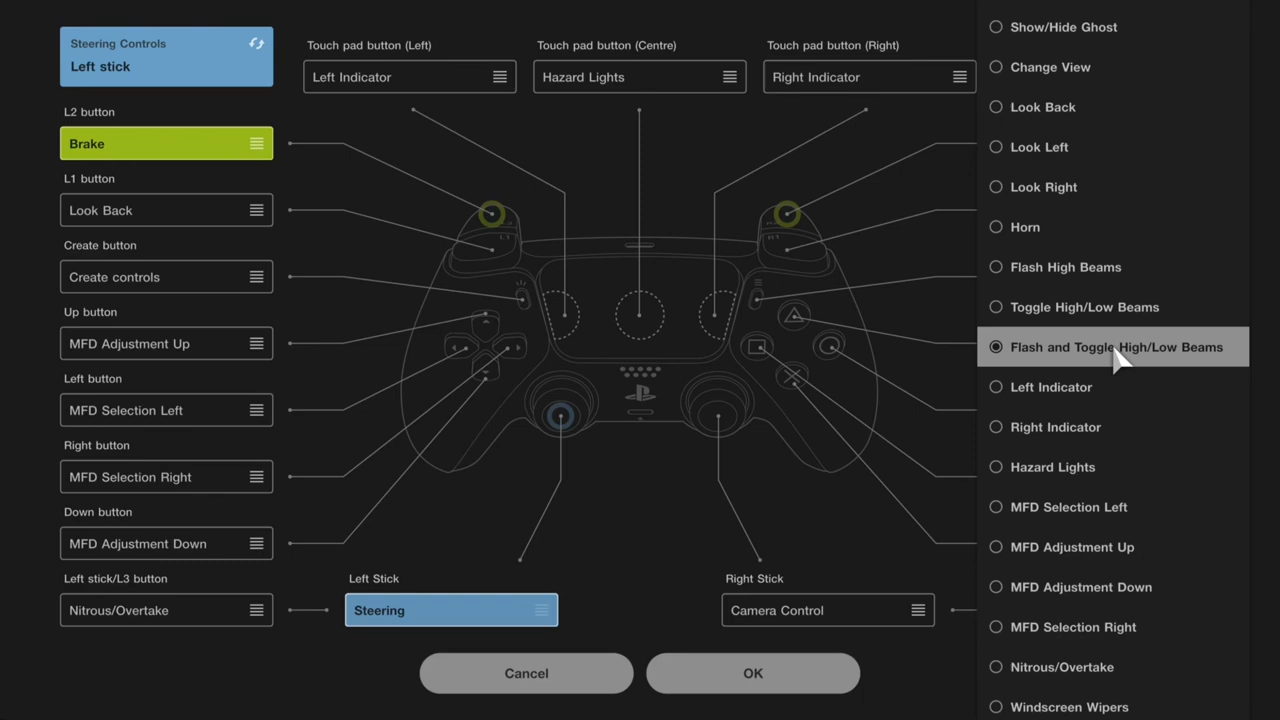 Steering Controls
Left stick
Touch pad button (Left)
Left Indicator
Touch pad button (Centre)
Hazard Lights
Touch pad button (Right)
Right Indicator
L2 button
Brake
L1 button
Look Back
Create button
Create controls
Up button
MFD Adjustment Up
Left button
MFD Selection Left
Right button
MFD Selection Right
Down button
MFD Adjustment Down
Left stick/L3 button
Nitrous/Overtake
Left Stick
Steering
Right Stick
Camera Control
L1
R1
Cancel
OK
Show/Hide Ghost
Change View
Look Back
Look Left
Look Right
Horn
Flash High Beams
Toggle High/Low Beams
Flash and Toggle High/Low Beams
Left Indicator
Right Indicator
Hazard Lights
MFD Selection Left
MFD Adjustment Up
MFD Adjustment Down
MFD Selection Right
Nitrous/Overtake
Windscreen Wipers